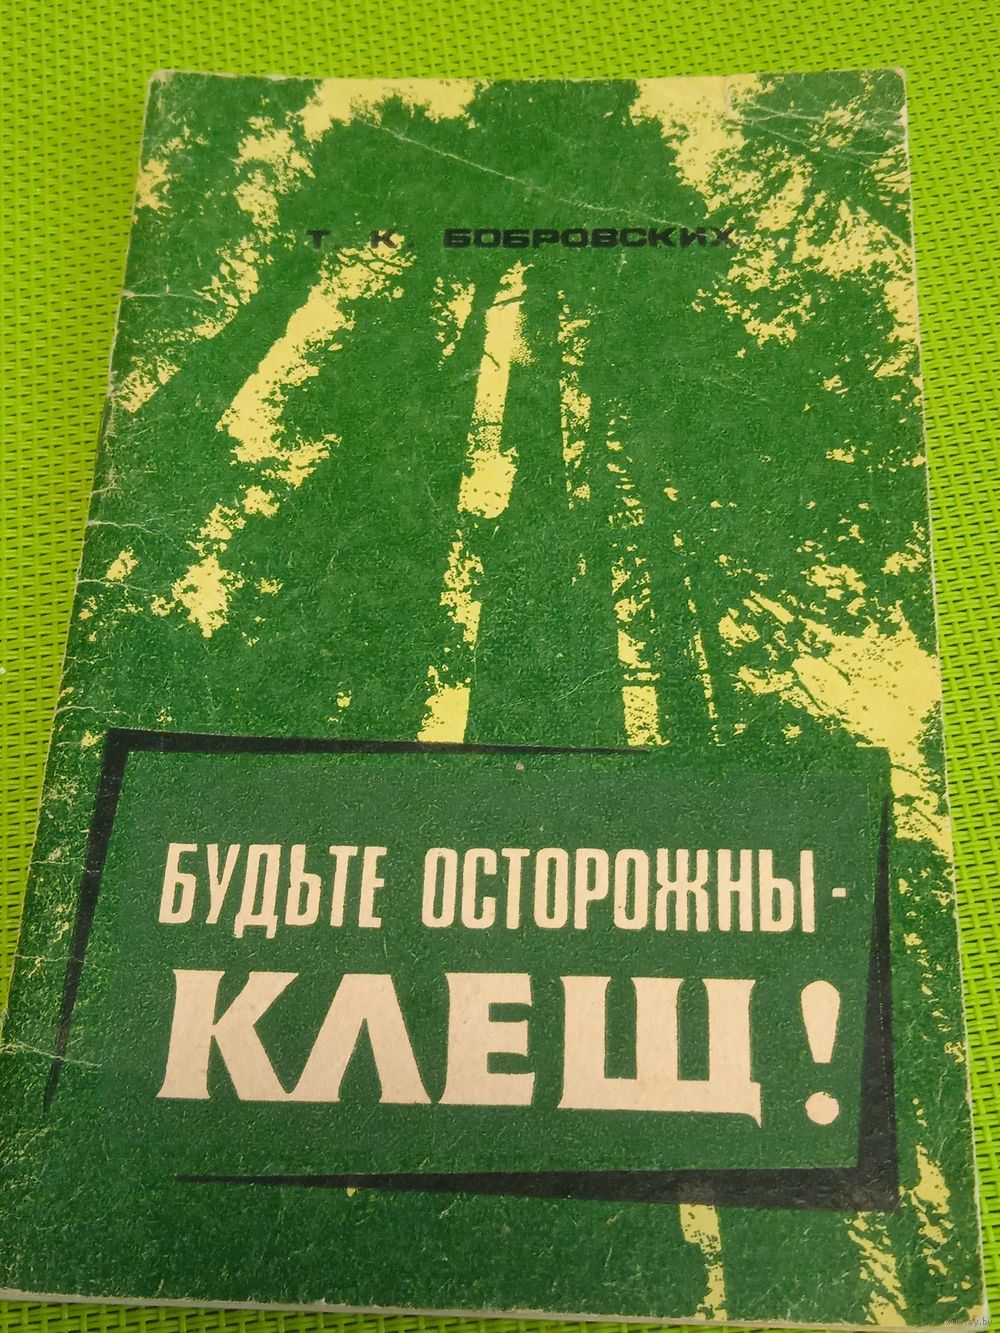 Т. К. БОБРОВСКИХ
БУДЬТЕ ОСТОРОЖНЫ -
КЛЕЩ!